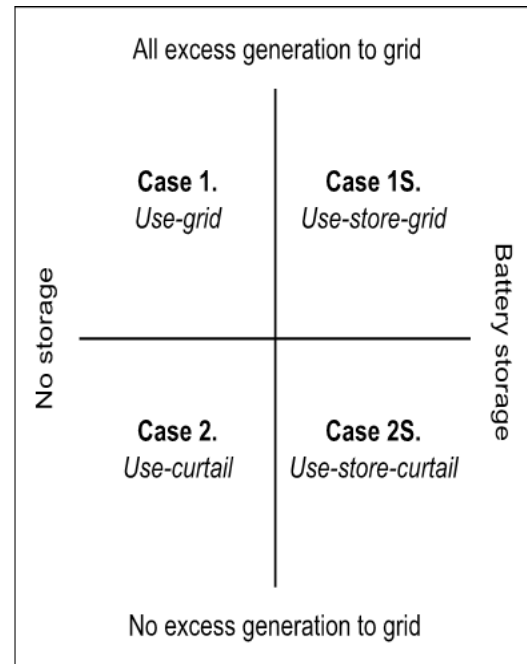 All excess generation to grid
Case 1.
Use-grid
Case 1S.
Use-store-grid
No storage
Battery storage
Case 2.
Use-curtail
Case 2S.
Use-store-curtail
No excess generation to grid